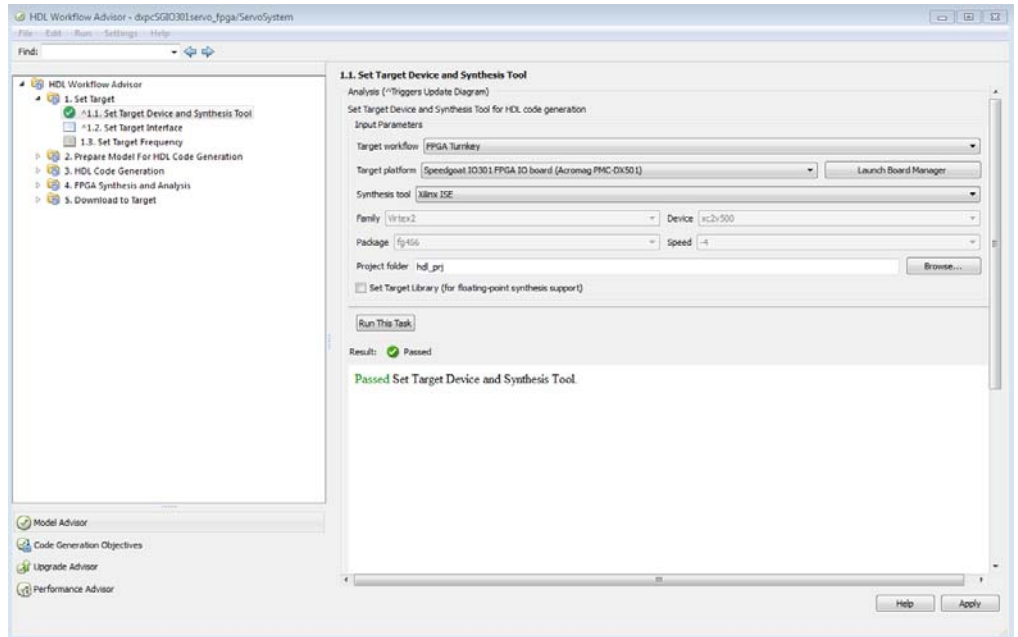 HDL Workflow Advisor - dxpcSGIO301servo_fpga/ServoSystem
File Edit Run Settings Help
Find:
HDL Workflow Advisor
1. Set Target
^1.1. Set Target Device and Synthesis Tool
^1.2. Set Target Interface
1.3. Set Target Frequency
2. Prepare Model For HDL Code Generation
3. HDL Code Generation
4. FPGA Synthesis and Analysis
5. Download to Target
Model Advisor
Code Generation Objectives
Upgrade Advisor
Performance Advisor
1.1. Set Target Device and Synthesis Tool
Analysis (^Triggers Update Diagram)
Set Target Device and Synthesis Tool for HDL code generation
Input Parameters
Target workflow FPGA Turnkey
Target platform Speedgoat IO301 FPGA IO board (Acromag PMC-DX501) Launch Board Manager
Synthesis tool Xilinx ISE
Family Virtex2 Device xc2v500
Package fg456 Speed -4
Project folder hdl_prj Browse...
Set Target Library (for floating-point synthesis support)
Run This Task
Result: Passed
Passed Set Target Device and Synthesis Tool.
Help Apply